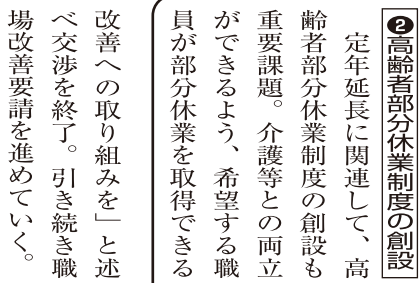 ❷高齢者部分休業制度の創設
定年延長に関連して、高
齢者部分休業制度の創設も
重要課題。介護等との両立
ができるよう、希望する職
員が部分休業を取得できる
改善への取り組みを」と述
べ交渉を終了。引き続き職
場改善要請を進めていく。